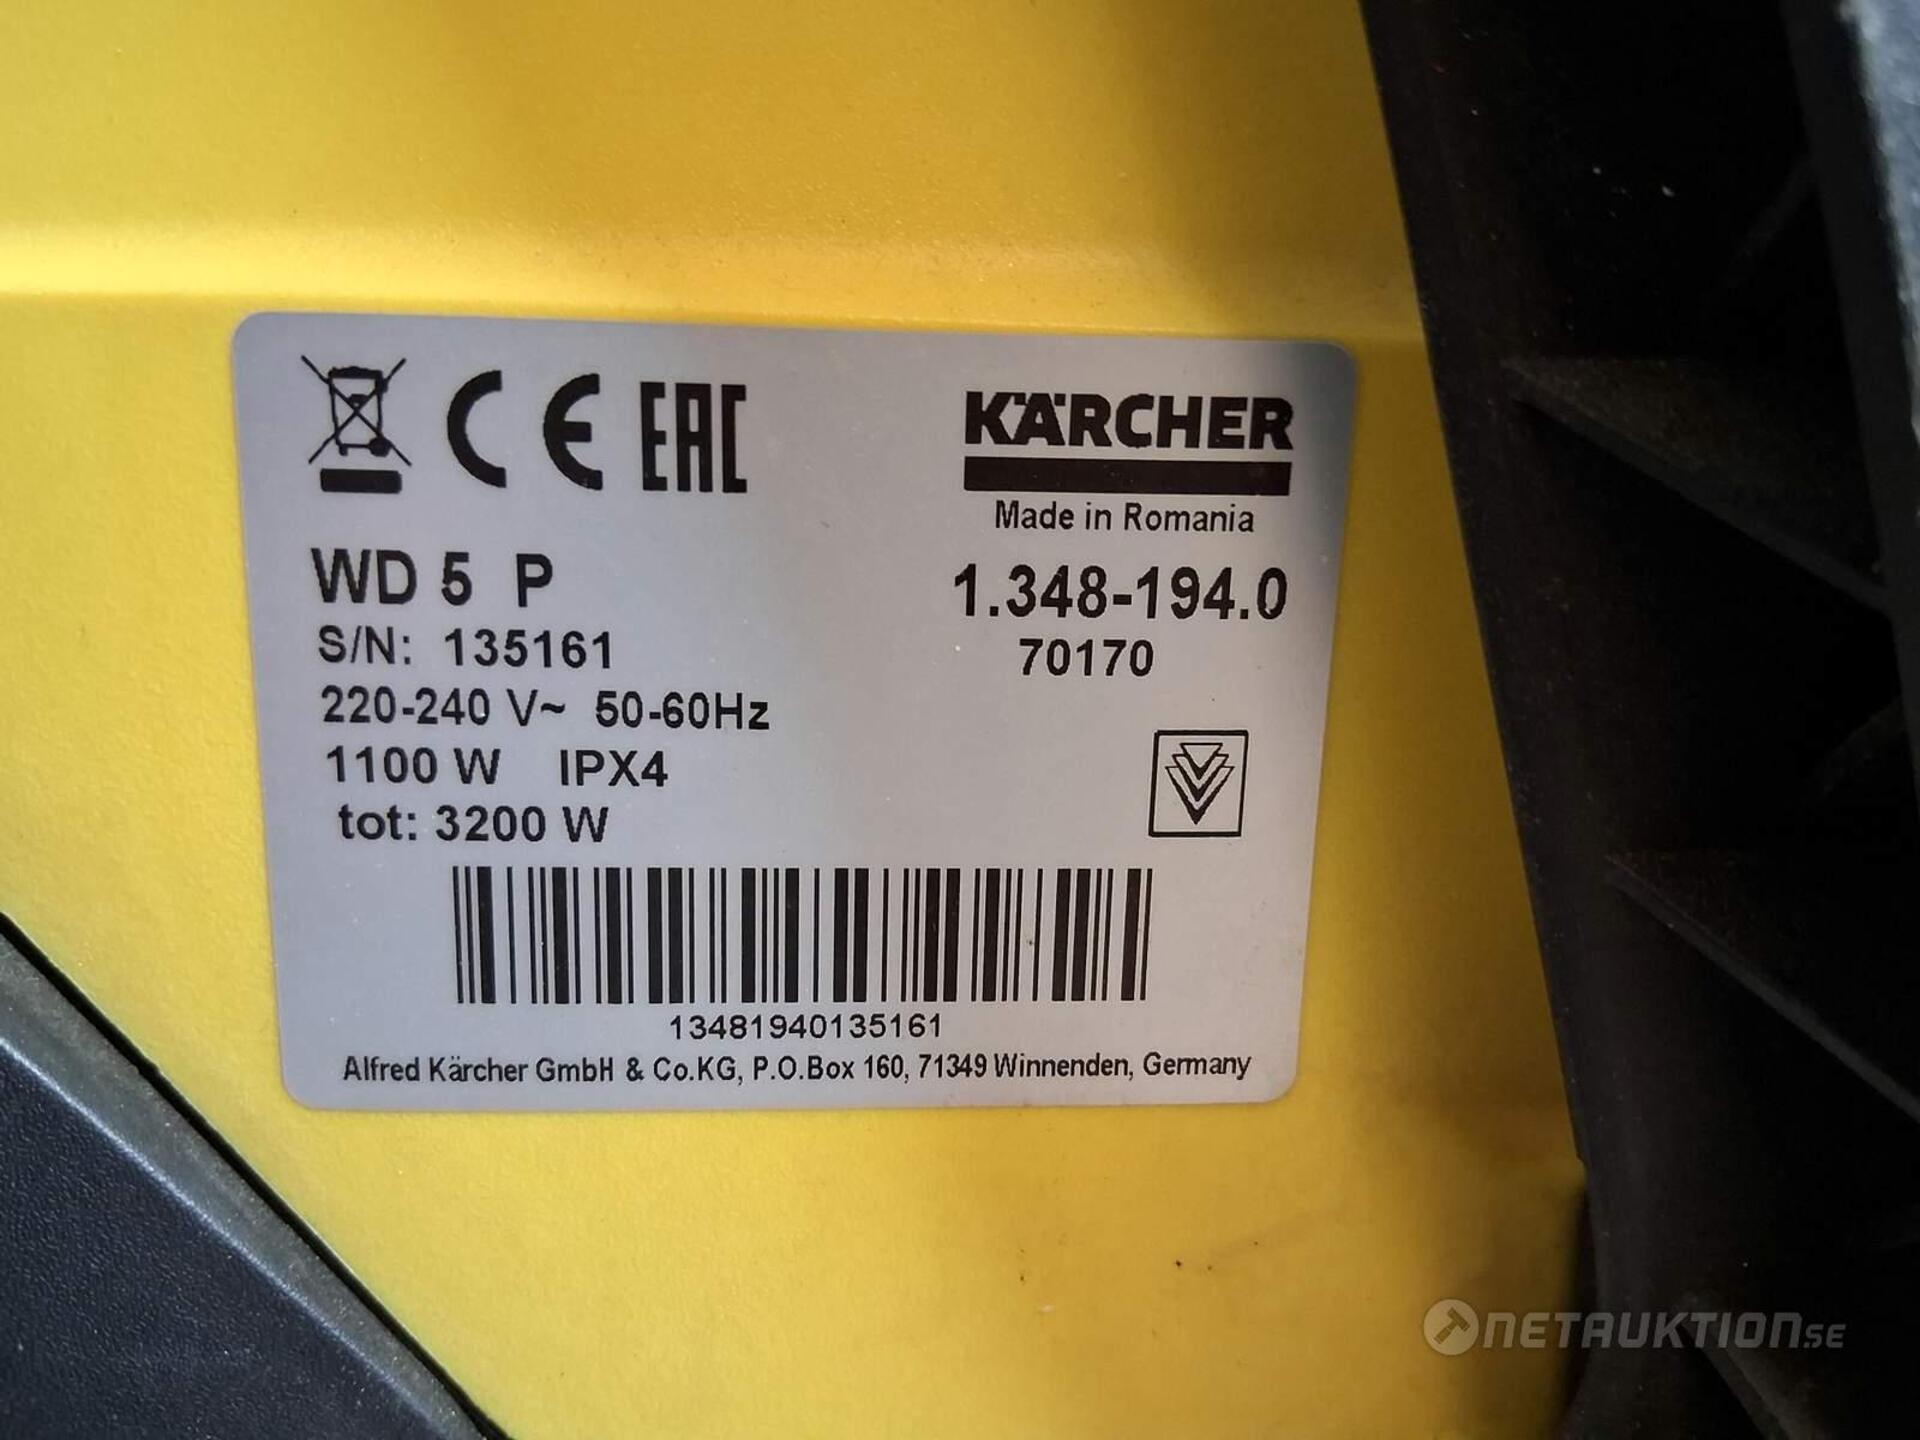 CE EAC
KÄRCHER
Made in Romania
WD 5 P
1.348-194.0
S/N: 135161
70170
220-240 V~ 50-60Hz
1100 W IPX4
tot: 3200 W
13481940135161
Alfred Kärcher GmbH & Co.KG, P.O.Box 160, 71349 Winnenden, Germany
NETAUKTION.SE